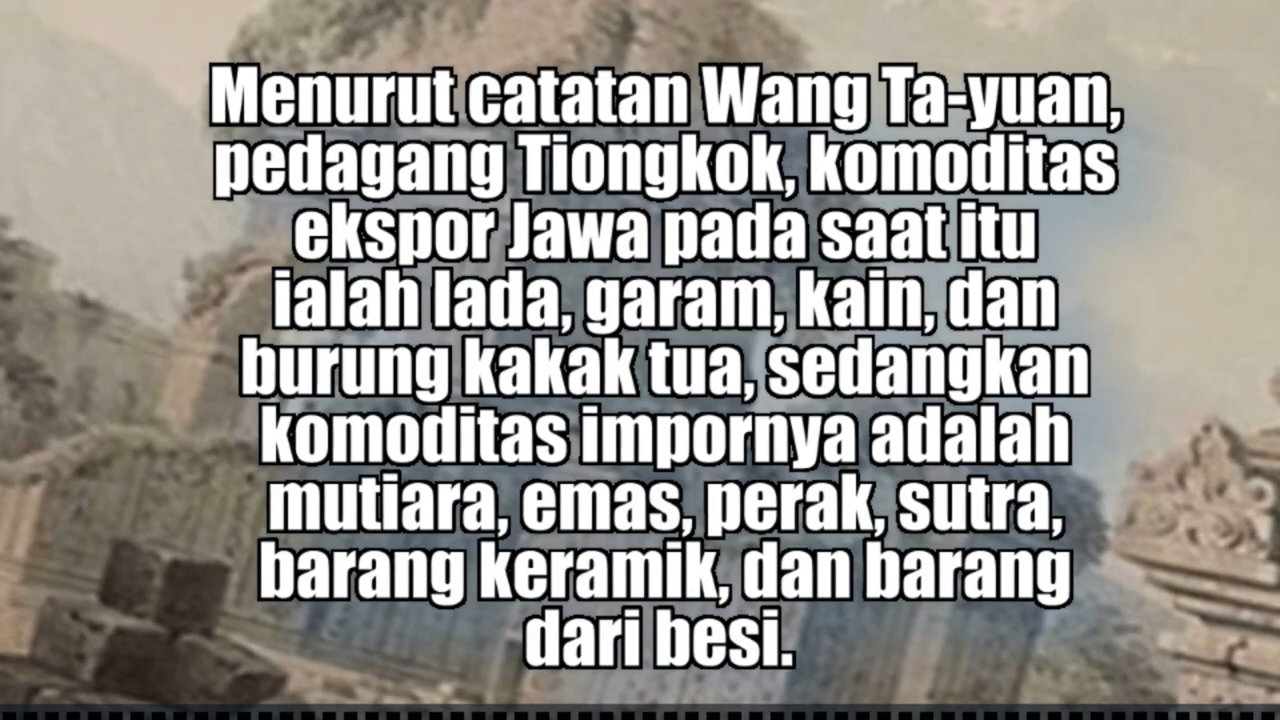 Menurut catatan Wang Ta-yuan,
pedagang Tiongkok, komoditas
ekspor Jawa pada saat itu
ialah lada, garam, kain, dan
burung kakak tua, sedangkan
komoditas impornya adalah
mutiara, emas, perak, sutra,
barang keramik, dan barang
dari besi.